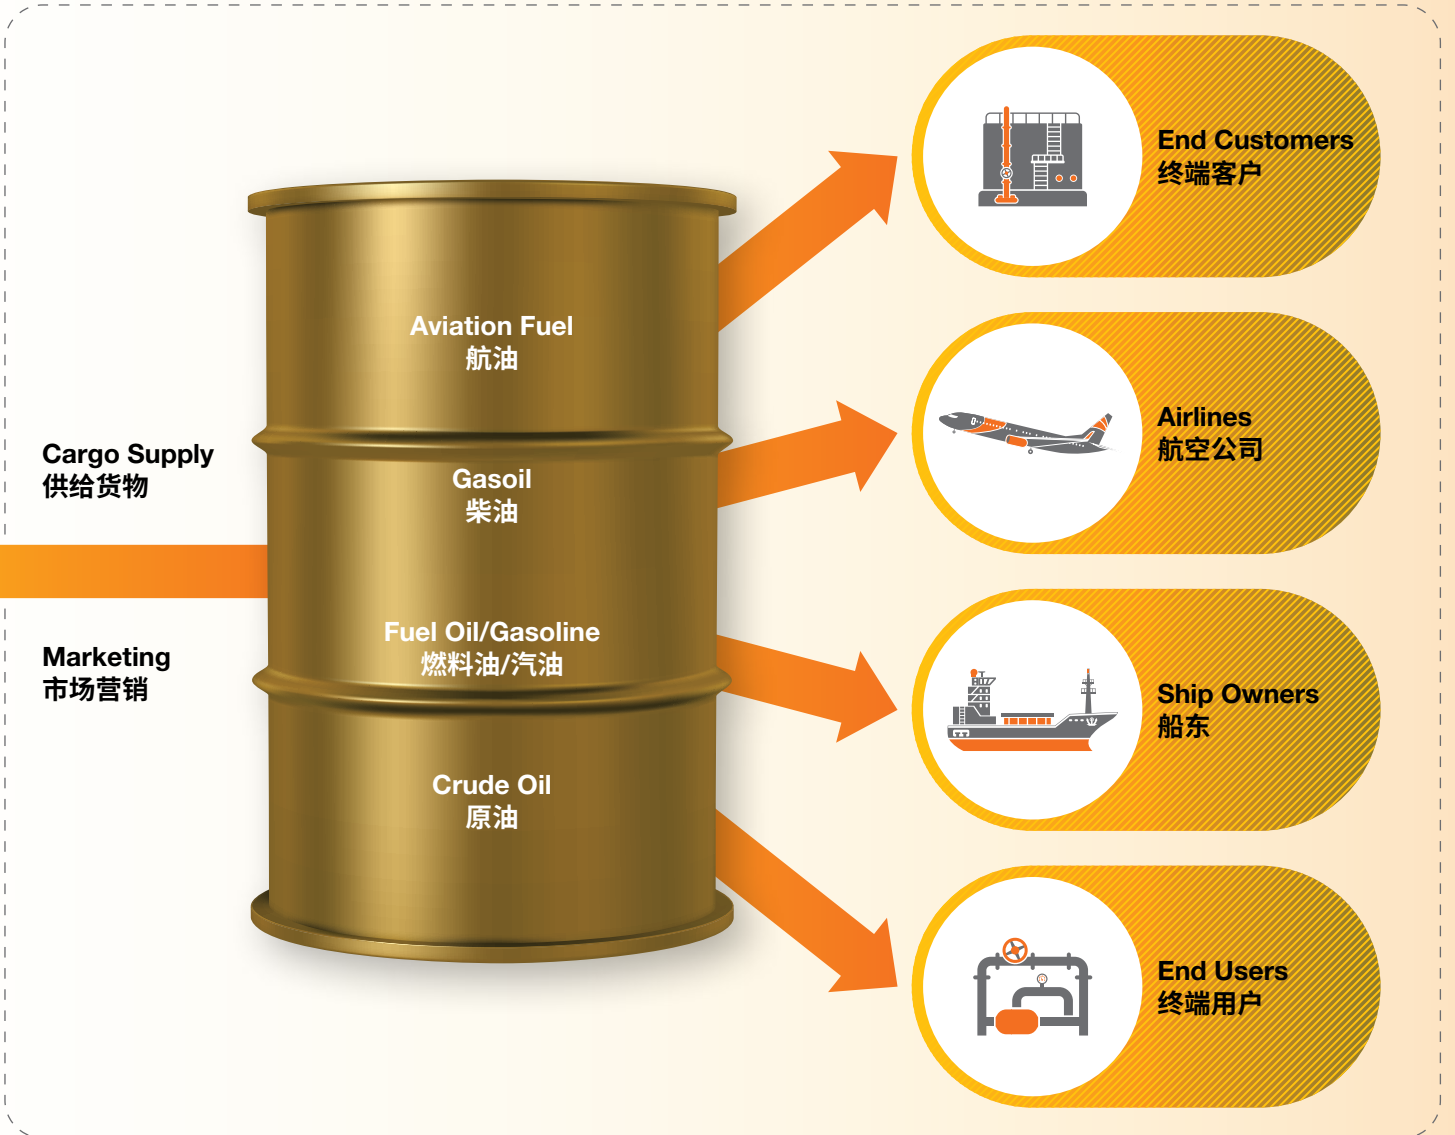 Cargo Supply
供给货物
Marketing
市场营销
Aviation Fuel
航油
Gasoil
柴油
Fuel Oil/Gasoline
燃料油/汽油
Crude Oil
原油
End Customers
终端客户
Airlines
航空公司
Ship Owners
船东
End Users
终端用户